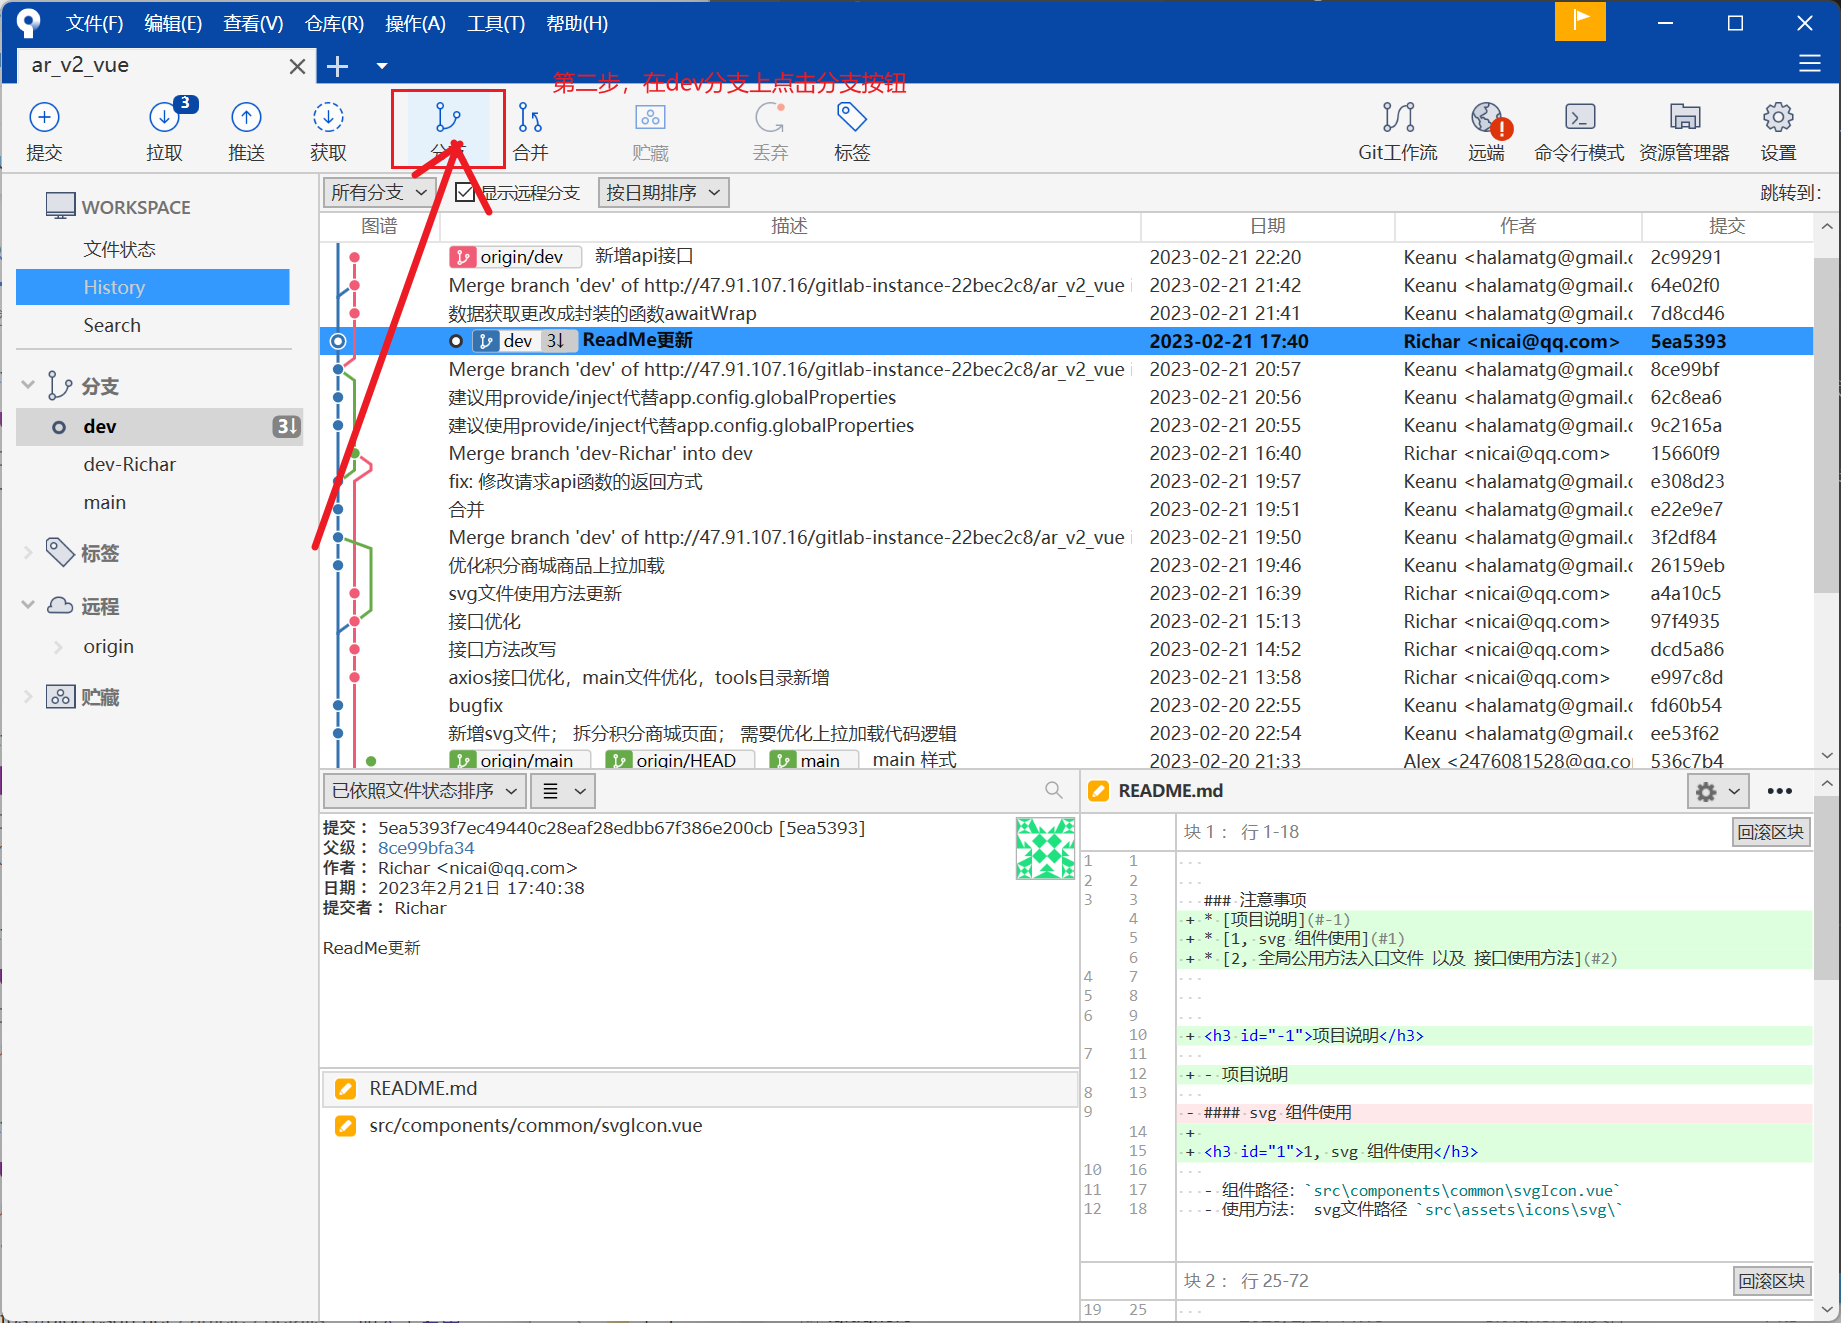 文件(F) 编辑(E) 查看(V) 仓库(R) 操作(A) 工具(T) 帮助(H)
ar_v2_vue
第二步，在dev分支上点击分支按钮
3
提交 拉取 推送 获取 合并 贮藏 丢弃 标签 Git工作流 远端 命令行模式 资源管理器 设置
所有分支 显示远程分支 按日期排序 跳转到：
WORKSPACE
文件状态
History
Search
分支
dev 3↓
dev-Richar
main
标签
远程
origin
贮藏
图谱 描述 日期 作者 提交
origin/dev 新增api接口 2023-02-21 22:20 Keanu <halamatg@gmail.c 2c99291
Merge branch 'dev' of http://47.91.107.16/gitlab-instance-22bec2c8/ar_v2_vue i 2023-02-21 21:42 Keanu <halamatg@gmail.c 64e02f0
数据获取更改成封装的函数awaitWrap 2023-02-21 21:41 Keanu <halamatg@gmail.c 7d8cd46
dev 3↓ ReadMe更新 2023-02-21 17:40 Richar <nicai@qq.com> 5ea5393
Merge branch 'dev' of http://47.91.107.16/gitlab-instance-22bec2c8/ar_v2_vue i 2023-02-21 20:57 Keanu <halamatg@gmail.c 8ce99bf
建议用provide/inject代替app.config.globalProperties 2023-02-21 20:56 Keanu <halamatg@gmail.c 62c8ea6
建议使用provide/inject代替app.config.globalProperties 2023-02-21 20:55 Keanu <halamatg@gmail.c 9c2165a
Merge branch 'dev-Richar' into dev 2023-02-21 16:40 Richar <nicai@qq.com> 15660f9
fix: 修改请求api函数的返回方式 2023-02-21 19:57 Keanu <halamatg@gmail.c e308d23
合并 2023-02-21 19:51 Keanu <halamatg@gmail.c e22e9e7
Merge branch 'dev' of http://47.91.107.16/gitlab-instance-22bec2c8/ar_v2_vue i 2023-02-21 19:50 Keanu <halamatg@gmail.c 3f2df84
优化积分商城商品上拉加载 2023-02-21 19:46 Keanu <halamatg@gmail.c 26159eb
svg文件使用方法更新 2023-02-21 16:39 Richar <nicai@qq.com> a4a10c5
接口优化 2023-02-21 15:13 Richar <nicai@qq.com> 97f4935
接口方法改写 2023-02-21 14:52 Richar <nicai@qq.com> dcd5a86
axios接口优化，main文件优化，tools目录新增 2023-02-21 13:58 Richar <nicai@qq.com> e997c8d
bugfix 2023-02-20 22:55 Keanu <halamatg@gmail.c fd60b54
新增svg文件； 拆分积分商城页面； 需要优化上拉加载代码逻辑 2023-02-20 22:54 Keanu <halamatg@gmail.c ee53f62
origin/main origin/HEAD main main 样式 2023-02-20 21:33 Alex <2476081528@qq.co 536c7b4
已依照文件状态排序
提交： 5ea5393f7ec49440c28eaf28edbb67f386e200cb [5ea5393]
父级： 8ce99bfa34
作者： Richar <nicai@qq.com>
日期： 2023年2月21日 17:40:38
提交者： Richar
ReadMe更新
README.md
src/components/common/svgIcon.vue
README.md
块 1： 行 1-18 回滚区块
1 1
2 2
3 3 ### 注意事项
4 + * [项目说明](#-1)
5 + * [1, svg 组件使用](#1)
6 + * [2, 全局公用方法入口文件 以及 接口使用方法](#2)
4 7
5 8
6 9
10 + <h3 id="-1">项目说明</h3>
7 11
12 + - 项目说明
8 13
9 - #### svg 组件使用
14 +
15 + <h3 id="1">1, svg 组件使用</h3>
10 16
11 17 - 组件路径：`src\components\common\svgIcon.vue`
12 18 - 使用方法： svg文件路径 `src\assets\icons\svg\`
块 2： 行 25-72 回滚区块
19 25